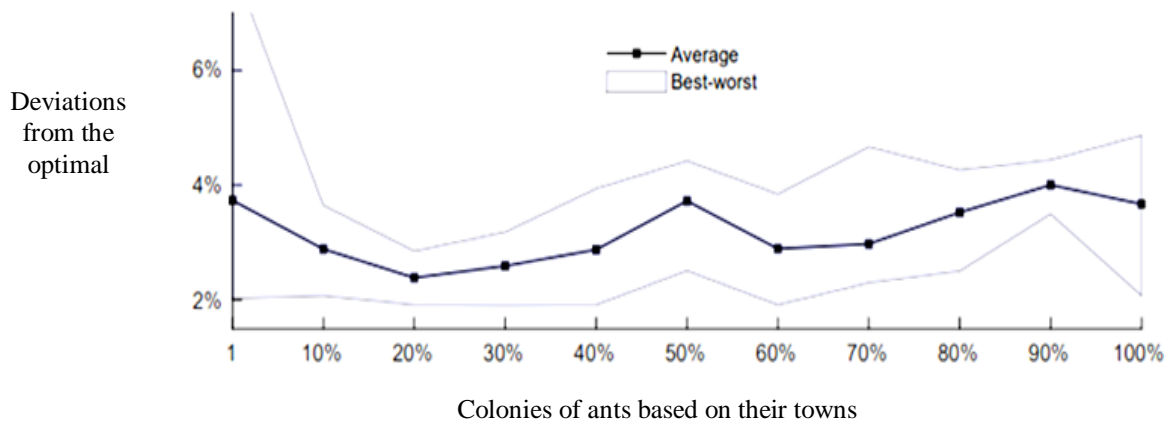 Average
Best-worst
Deviations
from the
optimal
6%
4%
2%
1 10% 20% 30% 40% 50% 60% 70% 80% 90% 100%
Colonies of ants based on their towns